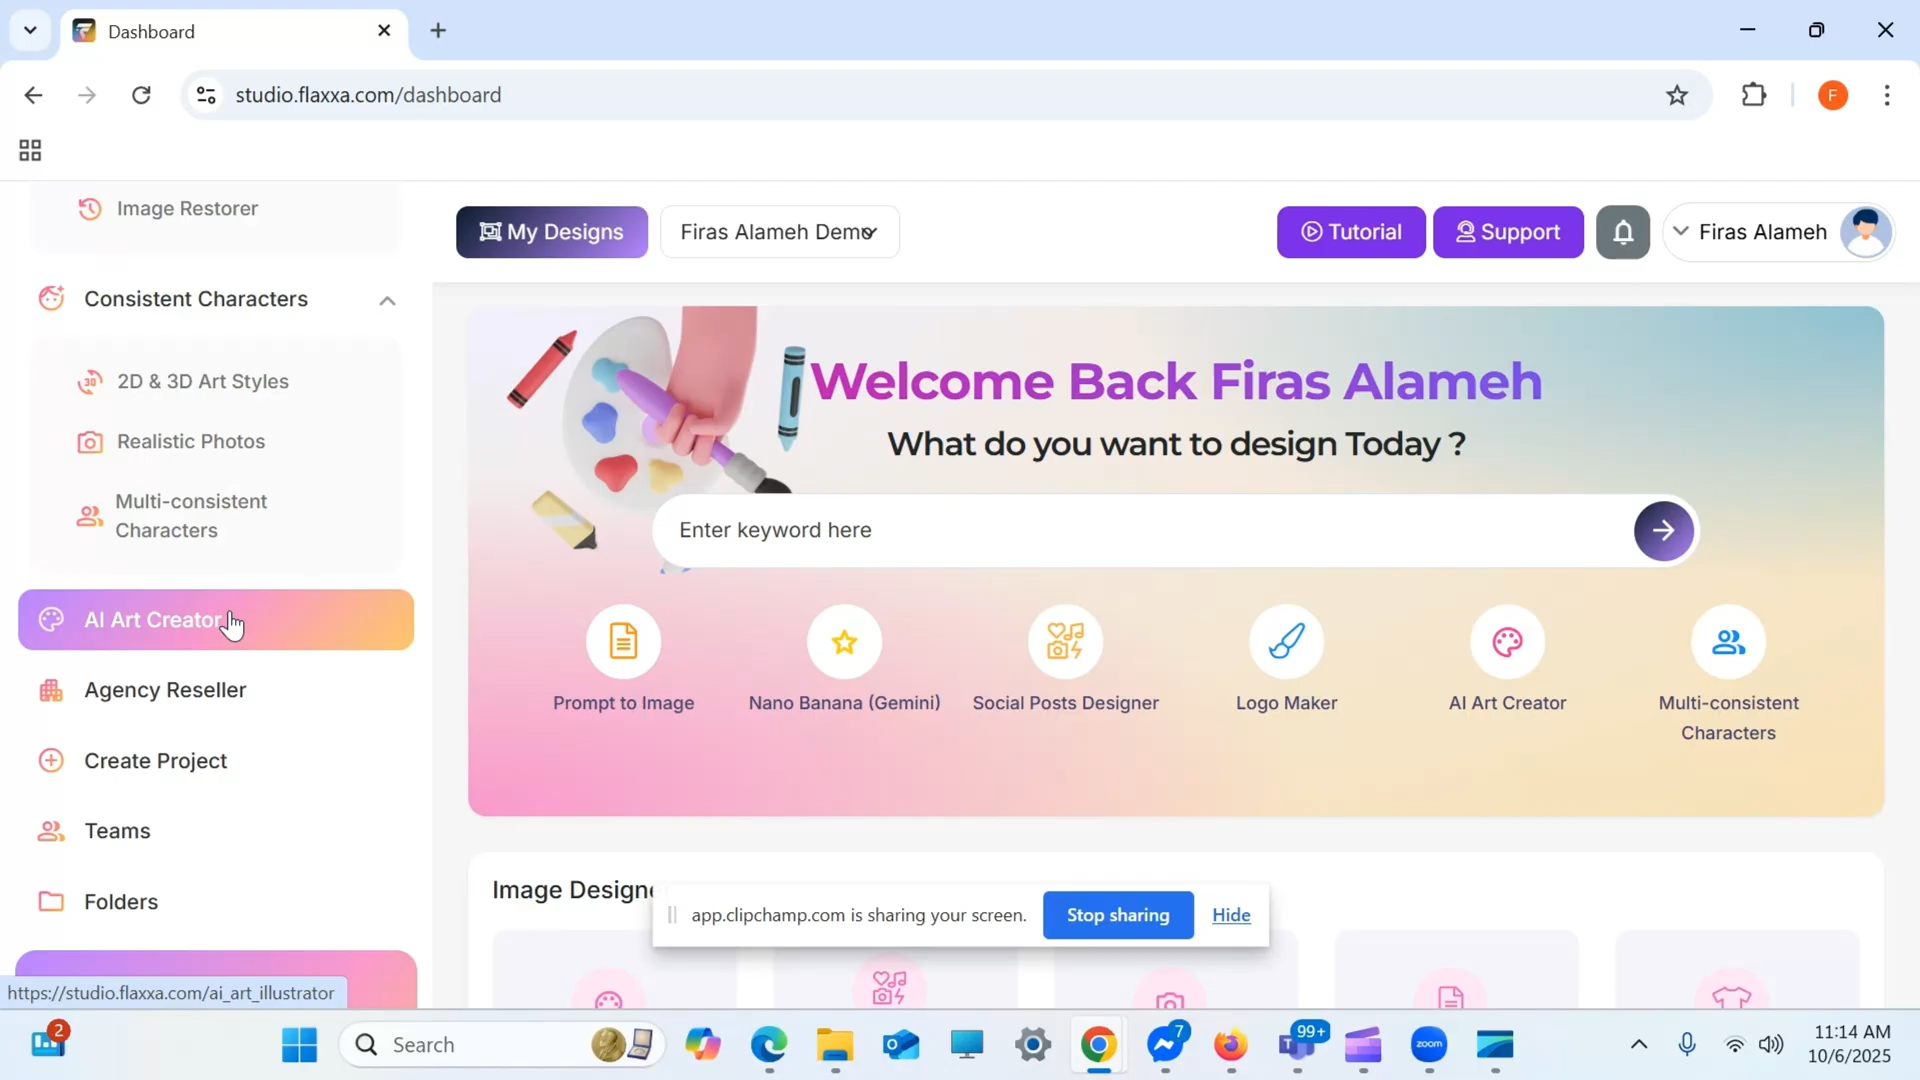 Dashboard
studio.flaxxa.com/dashboard
F
Image Restorer
Consistent Characters
2D & 3D Art Styles
Realistic Photos
Multi-consistent
Characters
AI Art Creator
Agency Reseller
Create Project
Teams
Folders
https://studio.flaxxa.com/ai_art_illustrator
My Designs
Firas Alameh Demo
Tutorial
Support
Firas Alameh
Welcome Back Firas Alameh
What do you want to design Today ?
Enter keyword here
Prompt to Image
Nano Banana (Gemini)
Social Posts Designer
Logo Maker
AI Art Creator
Multi-consistent
Characters
app.clipchamp.com is sharing your screen.
Stop sharing
Hide
2
Search
7
99+
zoom
11:14 AM
10/6/2025